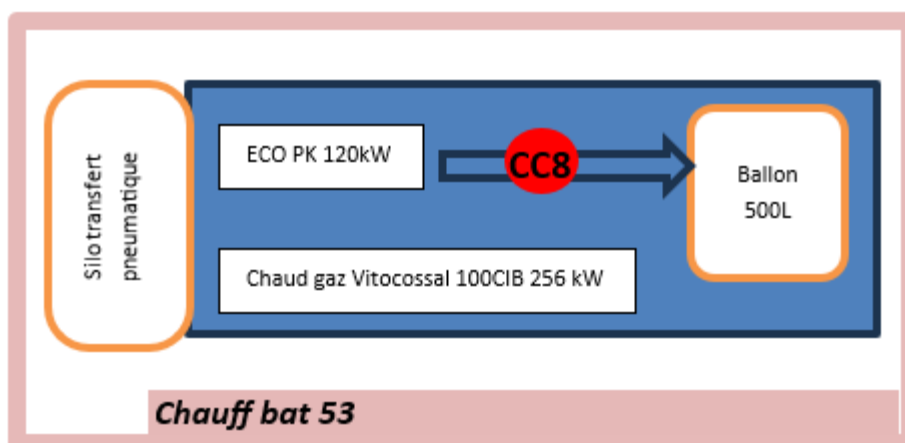 Silo transfert
pneumatique
ECO PK 120kW
CC8
Ballon
500L
Chaud gaz Vitocossal 100CIB 256 kW
Chauff bat 53